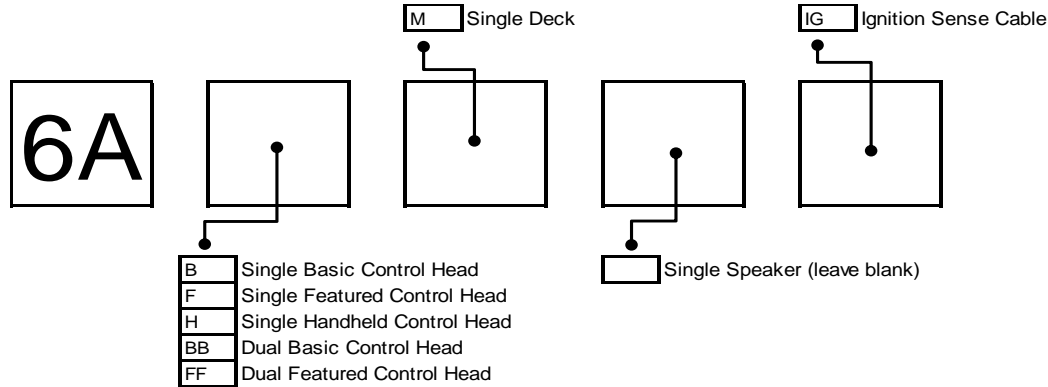 M Single Deck
IG Ignition Sense Cable
6A
B Single Basic Control Head
F Single Featured Control Head
H Single Handheld Control Head
BB Dual Basic Control Head
FF Dual Featured Control Head
Single Speaker (leave blank)